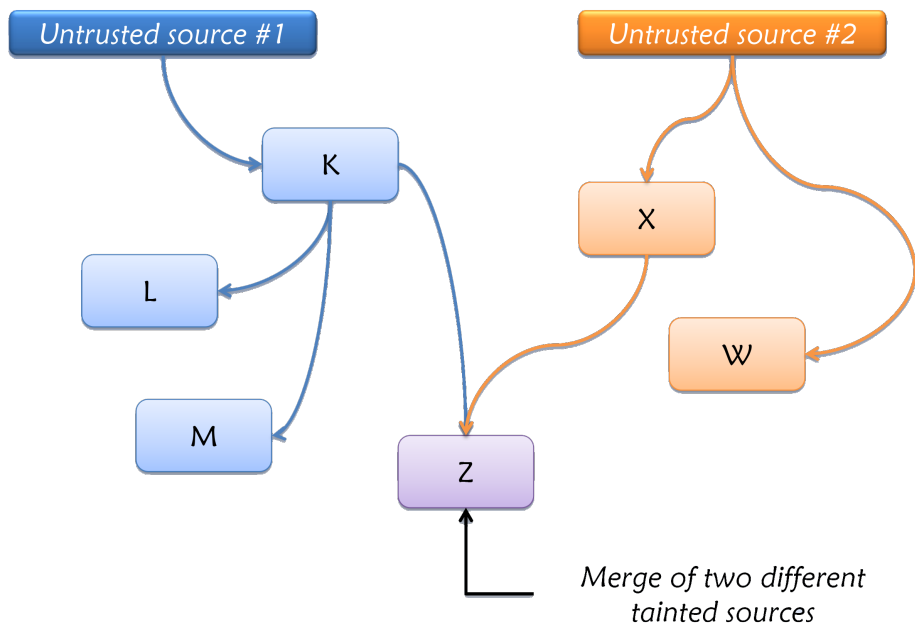 Untrusted source #1
Untrusted source #2
K
X
L
W
M
Z
Merge of two different
tainted sources